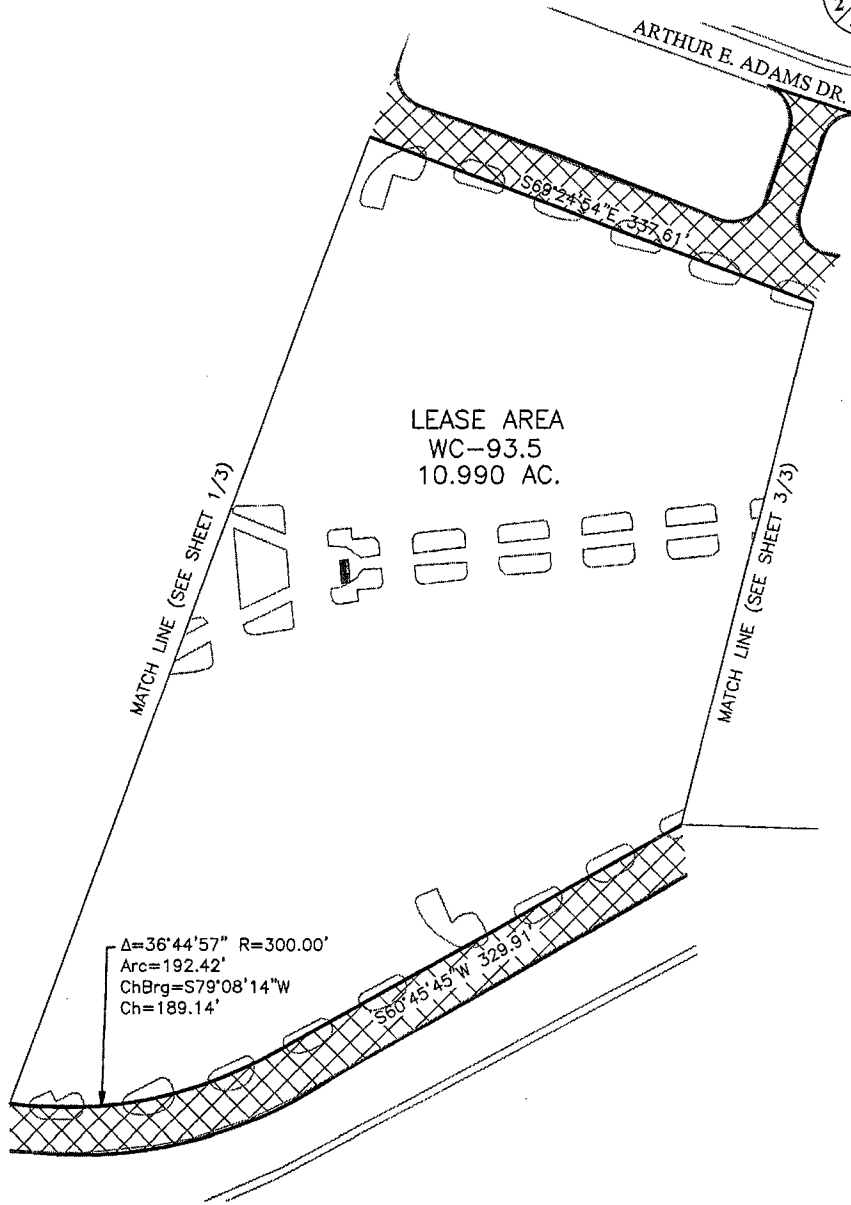 2
ARTHUR E. ADAMS DR.
S69°24'54"E 337.61'
LEASE AREA
WC-93.5
10.990 AC.
MATCH LINE (SEE SHEET 1/3)
MATCH LINE (SEE SHEET 3/3)
Δ=36°44'57" R=300.00'
Arc=192.42'
ChBrg=S79°08'14"W
Ch=189.14'
S60°45'45"W 329.91'